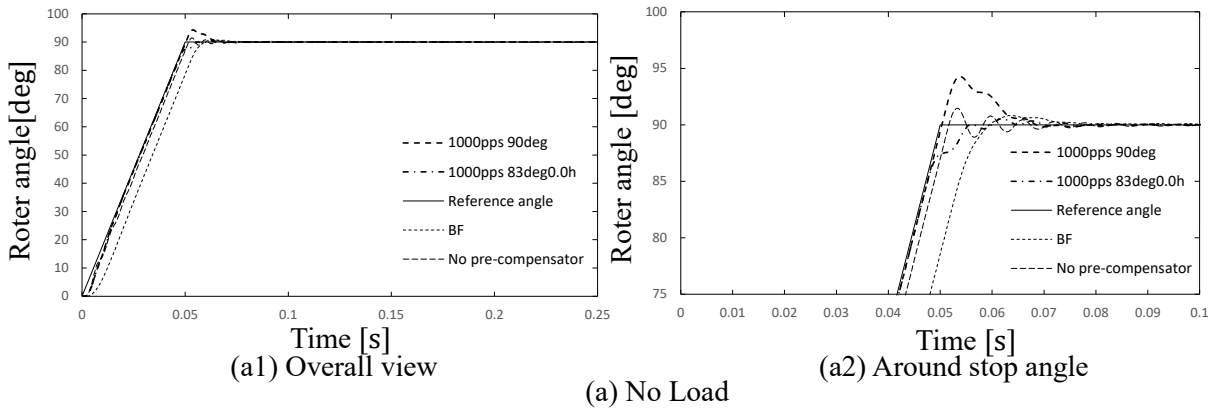 100
90
80
70
60
50
40
30
20
10
0
Roter angle[deg]
1000pps 90deg
1000pps 83deg0.0h
Reference angle
BF
No pre-compensator
0 0.05 0.1 0.15 0.2 0.25
Time [s]
(a1) Overall view
100
95
90
85
80
75
Roter angle [deg]
1000pps 90deg
1000pps 83deg0.0h
Reference angle
BF
No pre-compensator
0 0.01 0.02 0.03 0.04 0.05 0.06 0.07 0.08 0.09 0.1
Time [s]
(a2) Around stop angle
(a) No Load